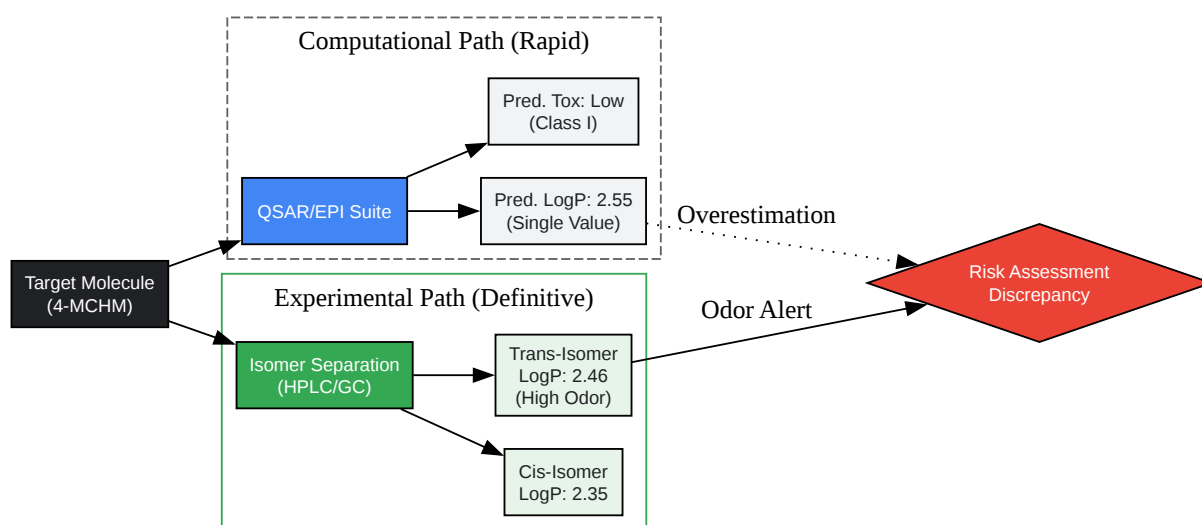 Computational Path (Rapid)
Pred. Tox: Low
(Class I)
QSAR/EPI Suite
Pred. LogP: 2.55
(Single Value)
Overestimation
Target Molecule
(4-MCHM)
Risk Assessment
Discrepancy
Experimental Path (Definitive)
Odor Alert
Isomer Separation
(HPLC/GC)
Trans-Isomer
LogP: 2.46
(High Odor)
Cis-Isomer
LogP: 2.35